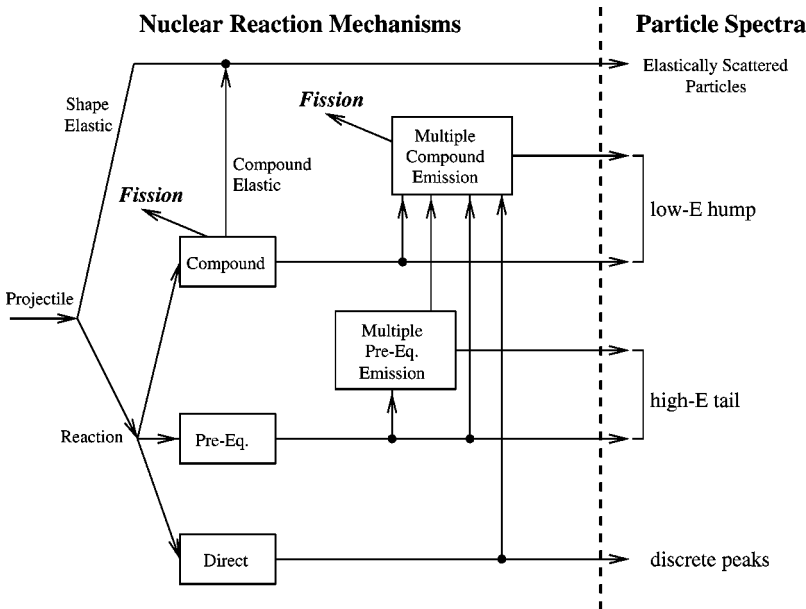 Nuclear Reaction Mechanisms
Particle Spectra
Elastically Scattered
Particles
Shape
Elastic
Fission
Multiple
Compound
Emission
Compound
Elastic
Fission
low-E hump
Compound
Projectile
Multiple
Pre-Eq.
Emission
high-E tail
Reaction
Pre-Eq.
Direct
discrete peaks